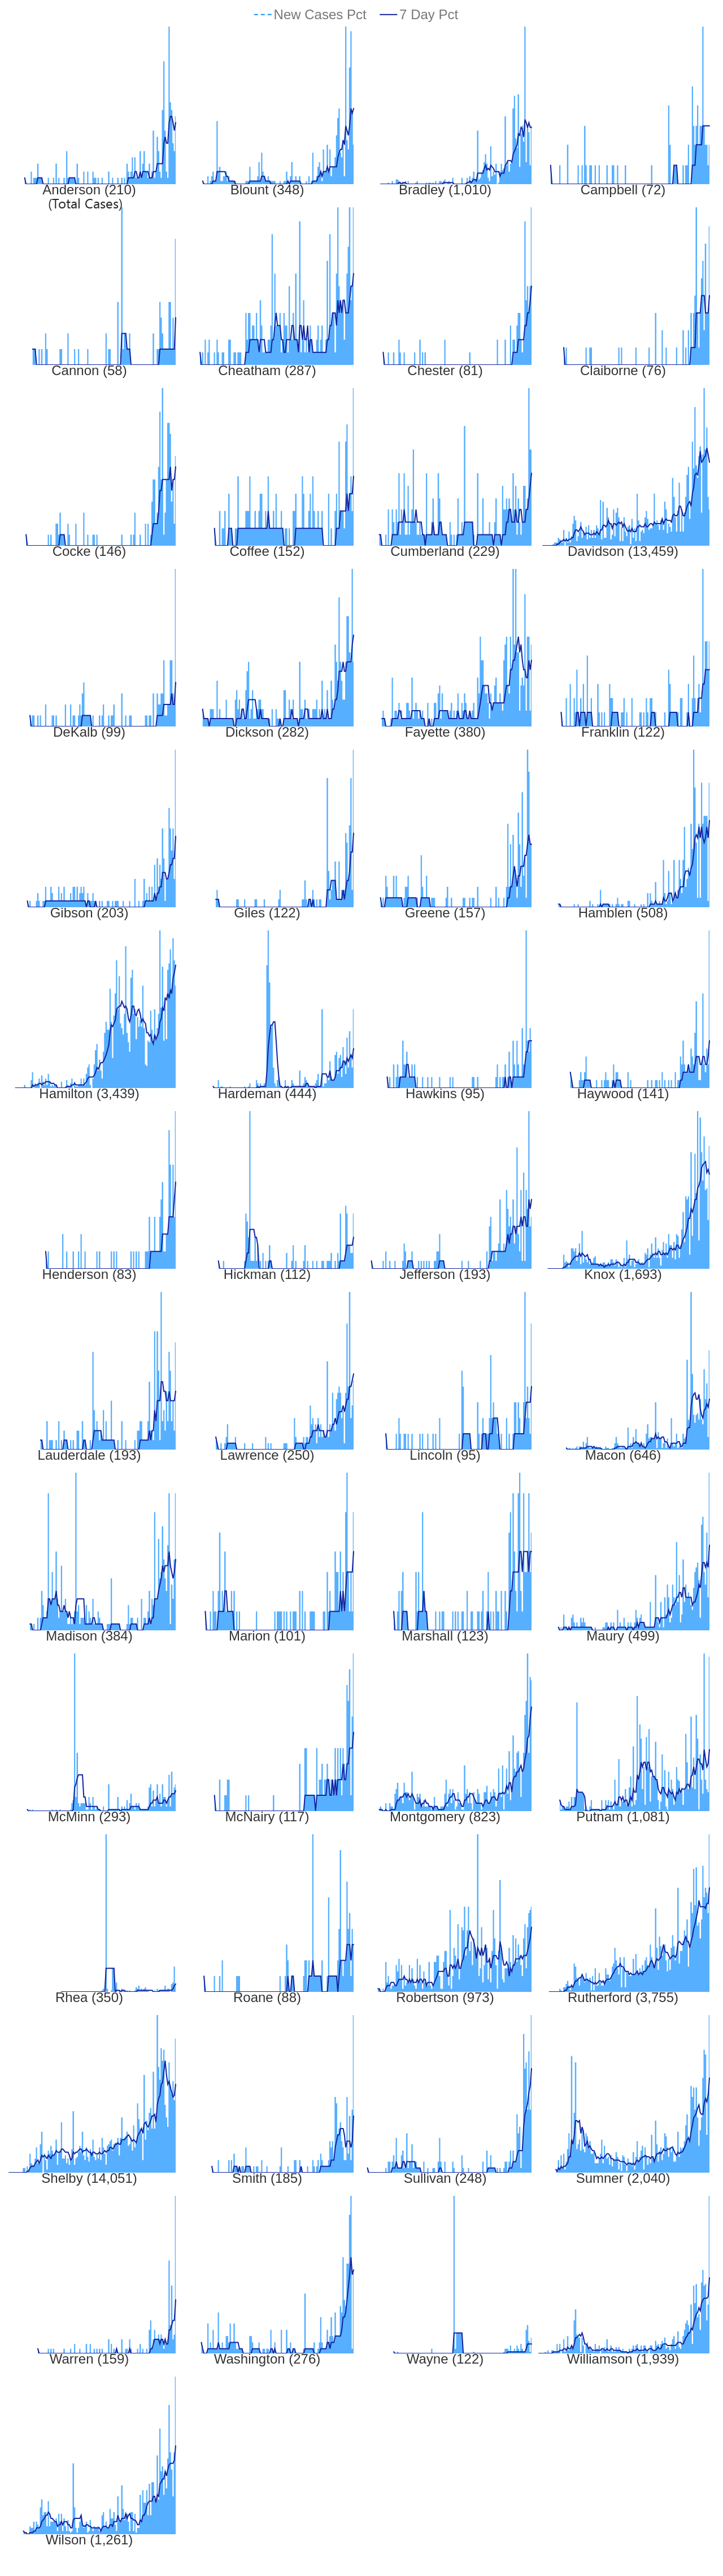 New Cases Pct 7 Day Pct
Anderson (210) Blount (348) Bradley (1,010) Campbell (72)
(Total Cases)
Cannon (58) Cheatham (287) Chester (81) Claiborne (76)
Cocke (146) Coffee (152) Cumberland (229) Davidson (13,459)
DeKalb (99) Dickson (282) Fayette (380) Franklin (122)
Gibson (203) Giles (122) Greene (157) Hamblen (508)
Hamilton (3,439) Hardeman (444) Hawkins (95) Haywood (141)
Henderson (83) Hickman (112) Jefferson (193) Knox (1,693)
Lauderdale (193) Lawrence (250) Lincoln (95) Macon (646)
Madison (384) Marion (101) Marshall (123) Maury (499)
McMinn (293) McNairy (117) Montgomery (823) Putnam (1,081)
Rhea (350) Roane (88) Robertson (973) Rutherford (3,755)
Shelby (14,051) Smith (185) Sullivan (248) Sumner (2,040)
Warren (159) Washington (276) Wayne (122) Williamson (1,939)
Wilson (1,261)